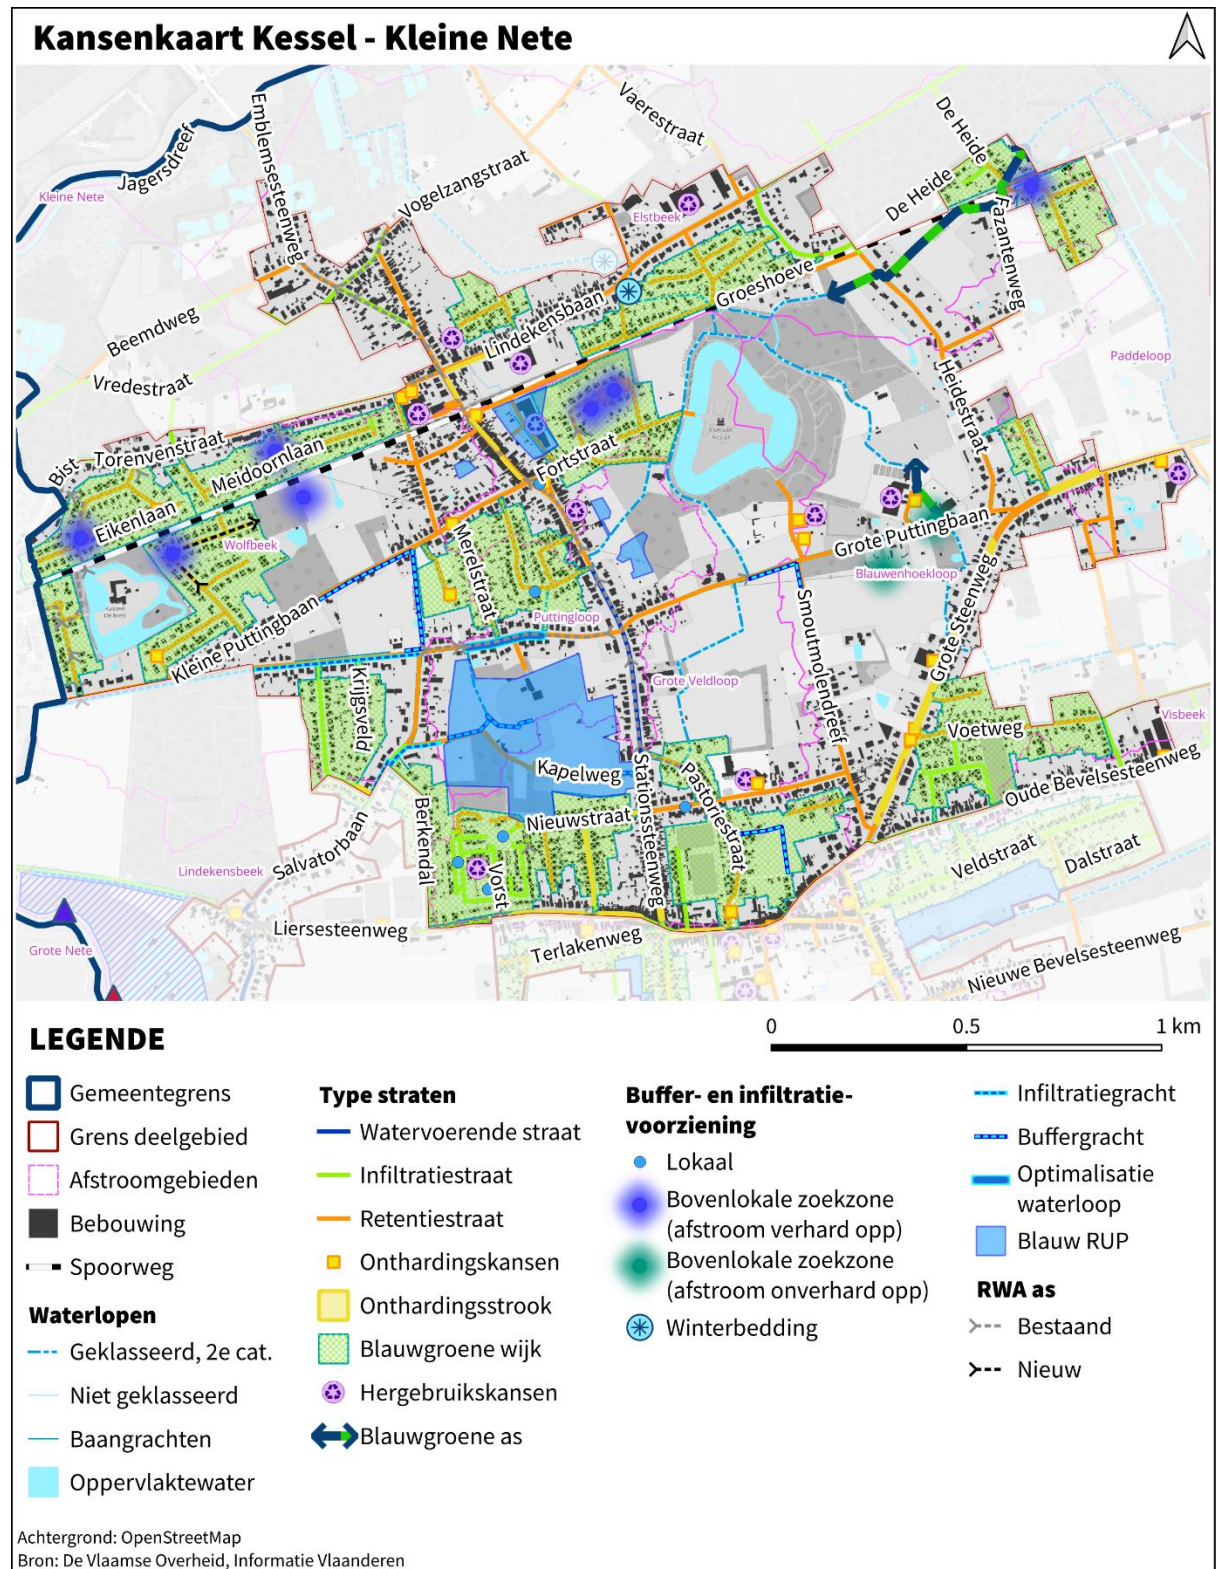 Kansenkaart Kessel - Kleine Nete
Emblemsesteenweg
Jagersdreef
Kleine Nete
Vogelzangstraat
Vaerestraat
De Heide
De Heide
Elstbeek
Fazantenweg
Beemdweg
Lindekensbaan
Groeshoeve
Vredestraat
Paddeloop
Heidestraat
Fort van
Kessel
Bist
Torenvenstraat
Meidoornlaan
Fortstraat
Eikenlaan
Wolfbeek
Merelstraat
Grote Puttingbaan
Blauwenhoekloop
Kasteel
De Bist
Kleine Puttingbaan
Puttingloop
Smoutmolendreef
Grote Steenweg
Krijgsveld
Grote Veldloop
Visbeek
Voetweg
Kapelweg
Stationssteenweg
Pastoriestraat
Oude Bevelsesteenweg
Berkendal
Nieuwstraat
Salvatorbaan
Lindekensbeek
Vorst
Veldstraat
Dalstraat
Grote Nete
Liersesteenweg
Terlakenweg
Nieuwe Bevelsesteenweg
0 0.5 1 km
LEGENDE
Gemeentegrens
Grens deelgebied
Afstroomgebieden
Bebouwing
Spoorweg
Waterlopen
Geklasseerd, 2e cat.
Niet geklasseerd
Baangrachten
Oppervlaktewater
Type straten
Watervoerende straat
Infiltratiestraat
Retentiestraat
Onthardingskansen
Onthardingsstrook
Blauwgroene wijk
Hergebruikskansen
Blauwgroene as
Buffer- en infiltratie-
voorziening
Lokaal
Bovenlokale zoekzone
(afstroom verhard opp)
Bovenlokale zoekzone
(afstroom onverhard opp)
Winterbedding
Infiltratiegracht
Buffergracht
Optimalisatie
waterloop
Blauw RUP
RWA as
Bestaand
Nieuw
Achtergrond: OpenStreetMap
Bron: De Vlaamse Overheid, Informatie Vlaanderen